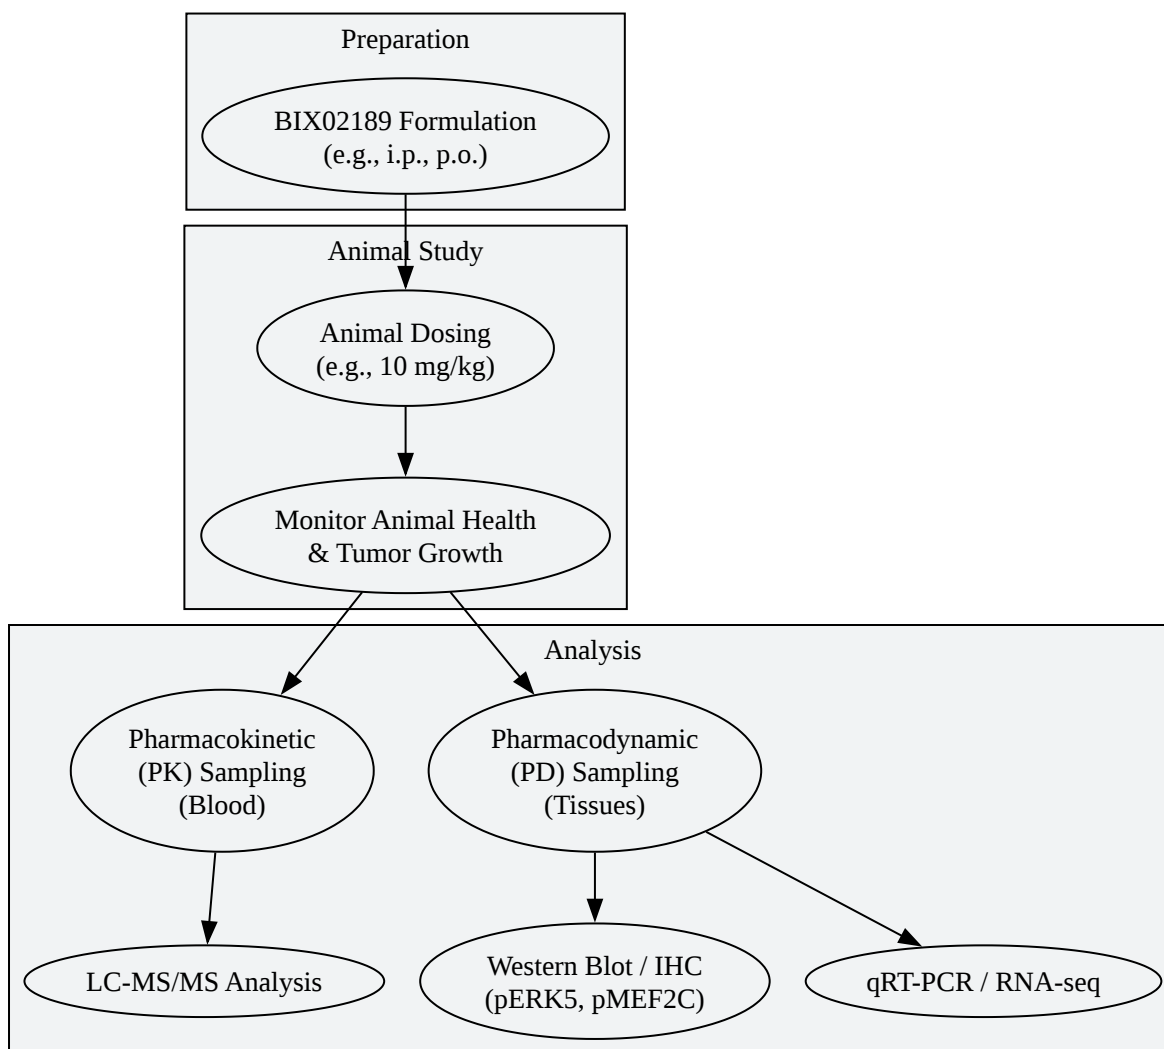 Preparation
BIX02189 Formulation
(e.g., i.p., p.o.)
Animal Study
Animal Dosing
(e.g., 10 mg/kg)
Monitor Animal Health
& Tumor Growth
Analysis
Pharmacokinetic
(PK) Sampling
(Blood)
Pharmacodynamic
(PD) Sampling
(Tissues)
LC-MS/MS Analysis
Western Blot / IHC
(pERK5, pMEF2C)
qRT-PCR / RNA-seq